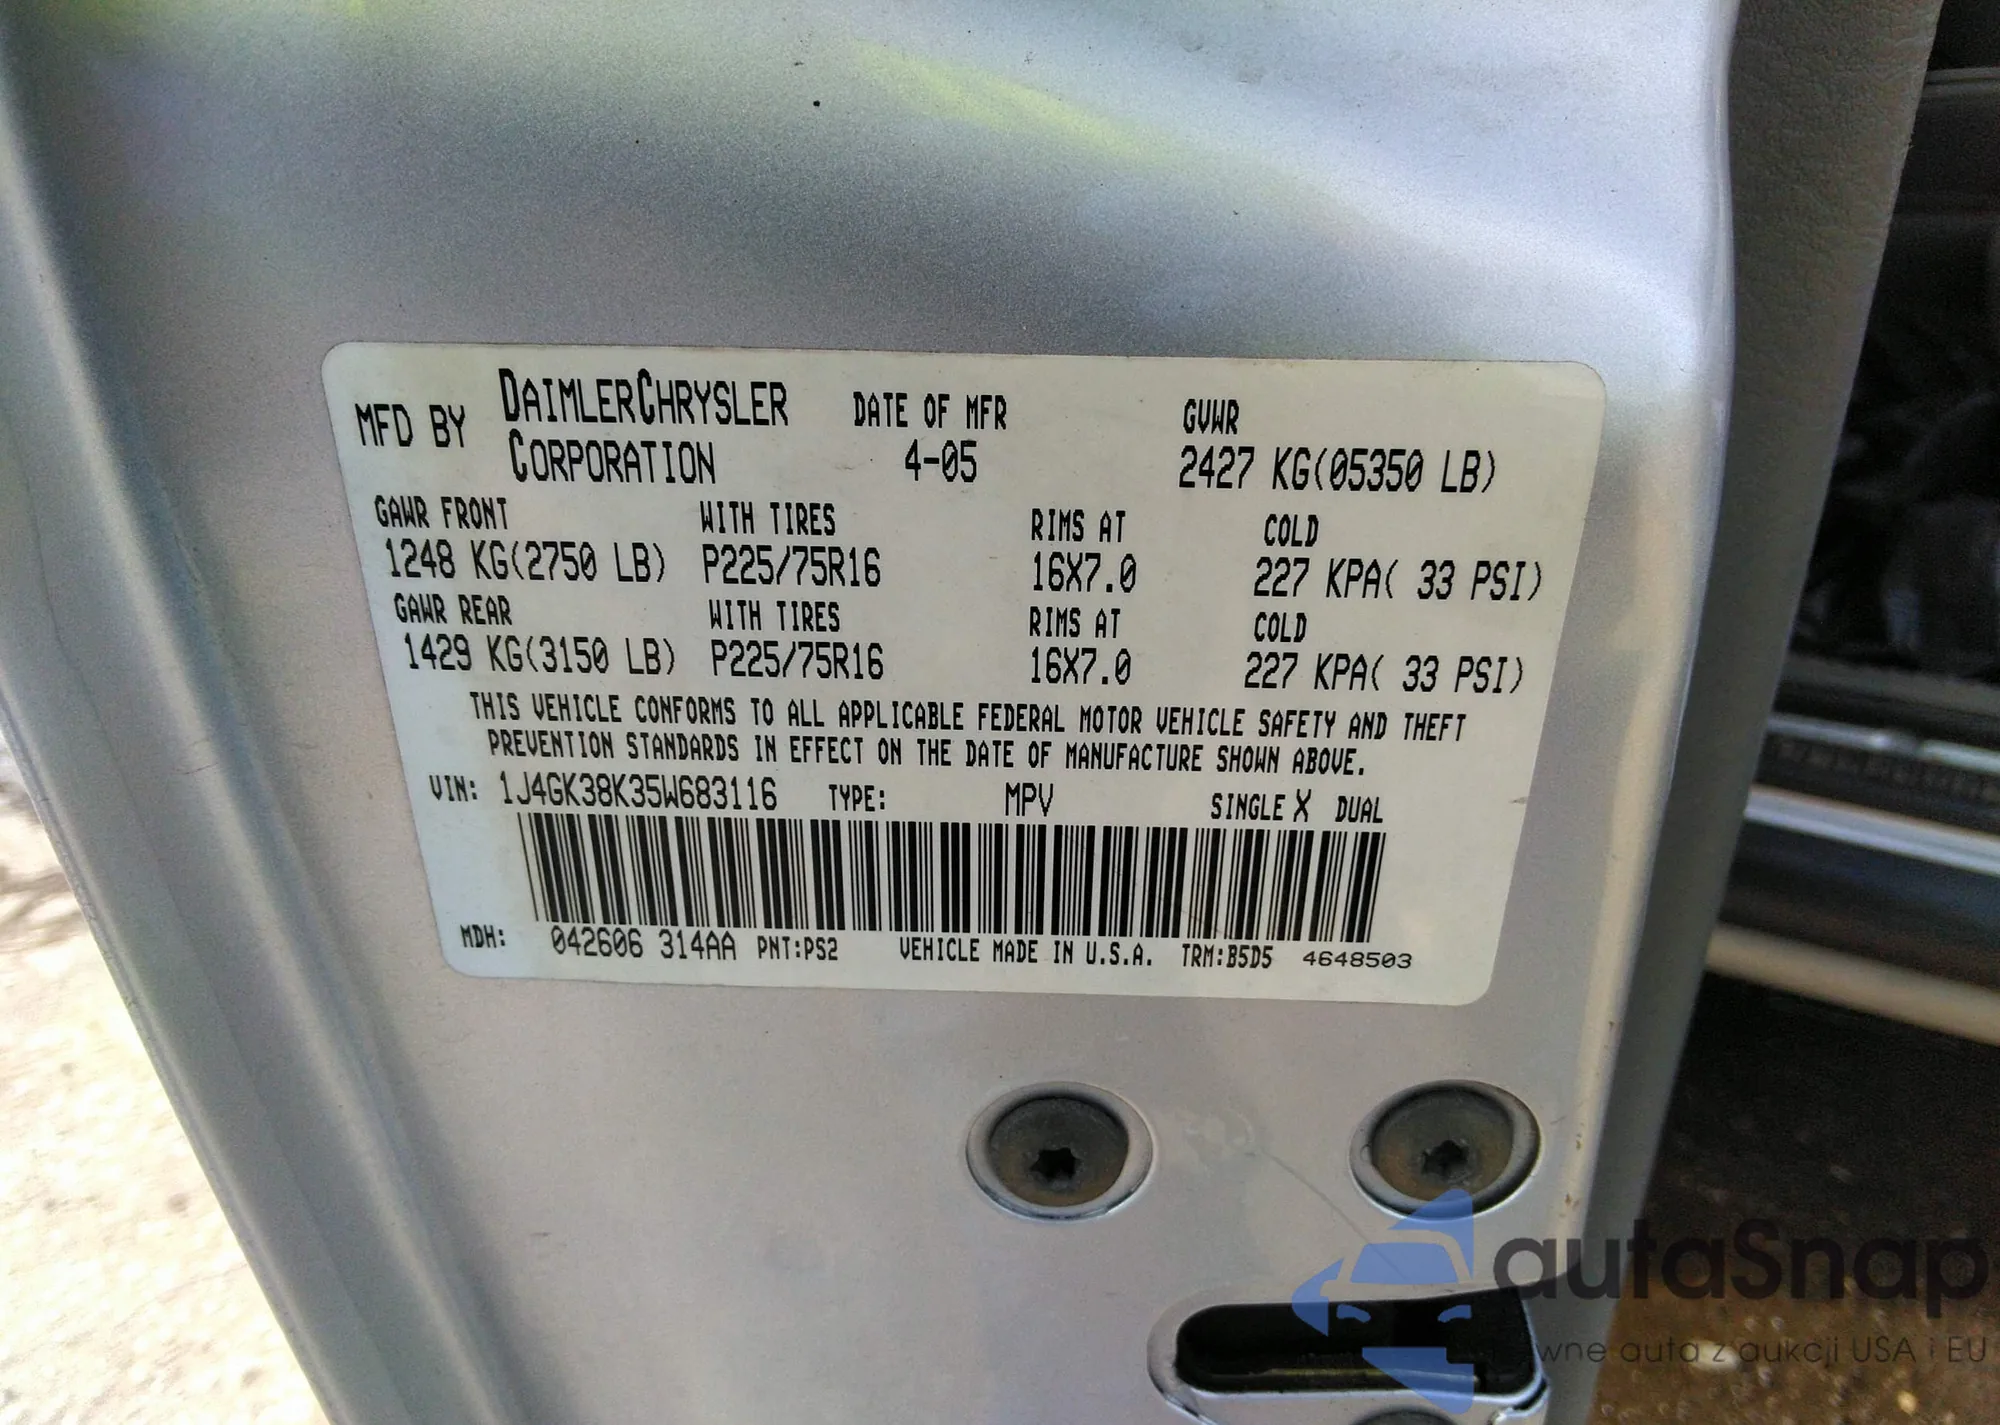 MFD BY DAIMLERCHRYSLER CORPORATION
DATE OF MFR 4-05
GVWR 2427 KG(05350 LB)
GAWR FRONT WITH TIRES RIMS AT COLD
1248 KG(2750 LB) P225/75R16 16X7.0 227 KPA( 33 PSI)
GAWR REAR WITH TIRES RIMS AT COLD
1429 KG(3150 LB) P225/75R16 16X7.0 227 KPA( 33 PSI)
THIS VEHICLE CONFORMS TO ALL APPLICABLE FEDERAL MOTOR VEHICLE SAFETY AND THEFT
PREVENTION STANDARDS IN EFFECT ON THE DATE OF MANUFACTURE SHOWN ABOVE.
VIN: 1J4GK38K35W683116 TYPE: MPV SINGLE X DUAL
MDH: 042606 314AA PNT:PS2 VEHICLE MADE IN U.S.A. TRM:B5D5 4648503
autaSnap
auta z aukcji USA i EU